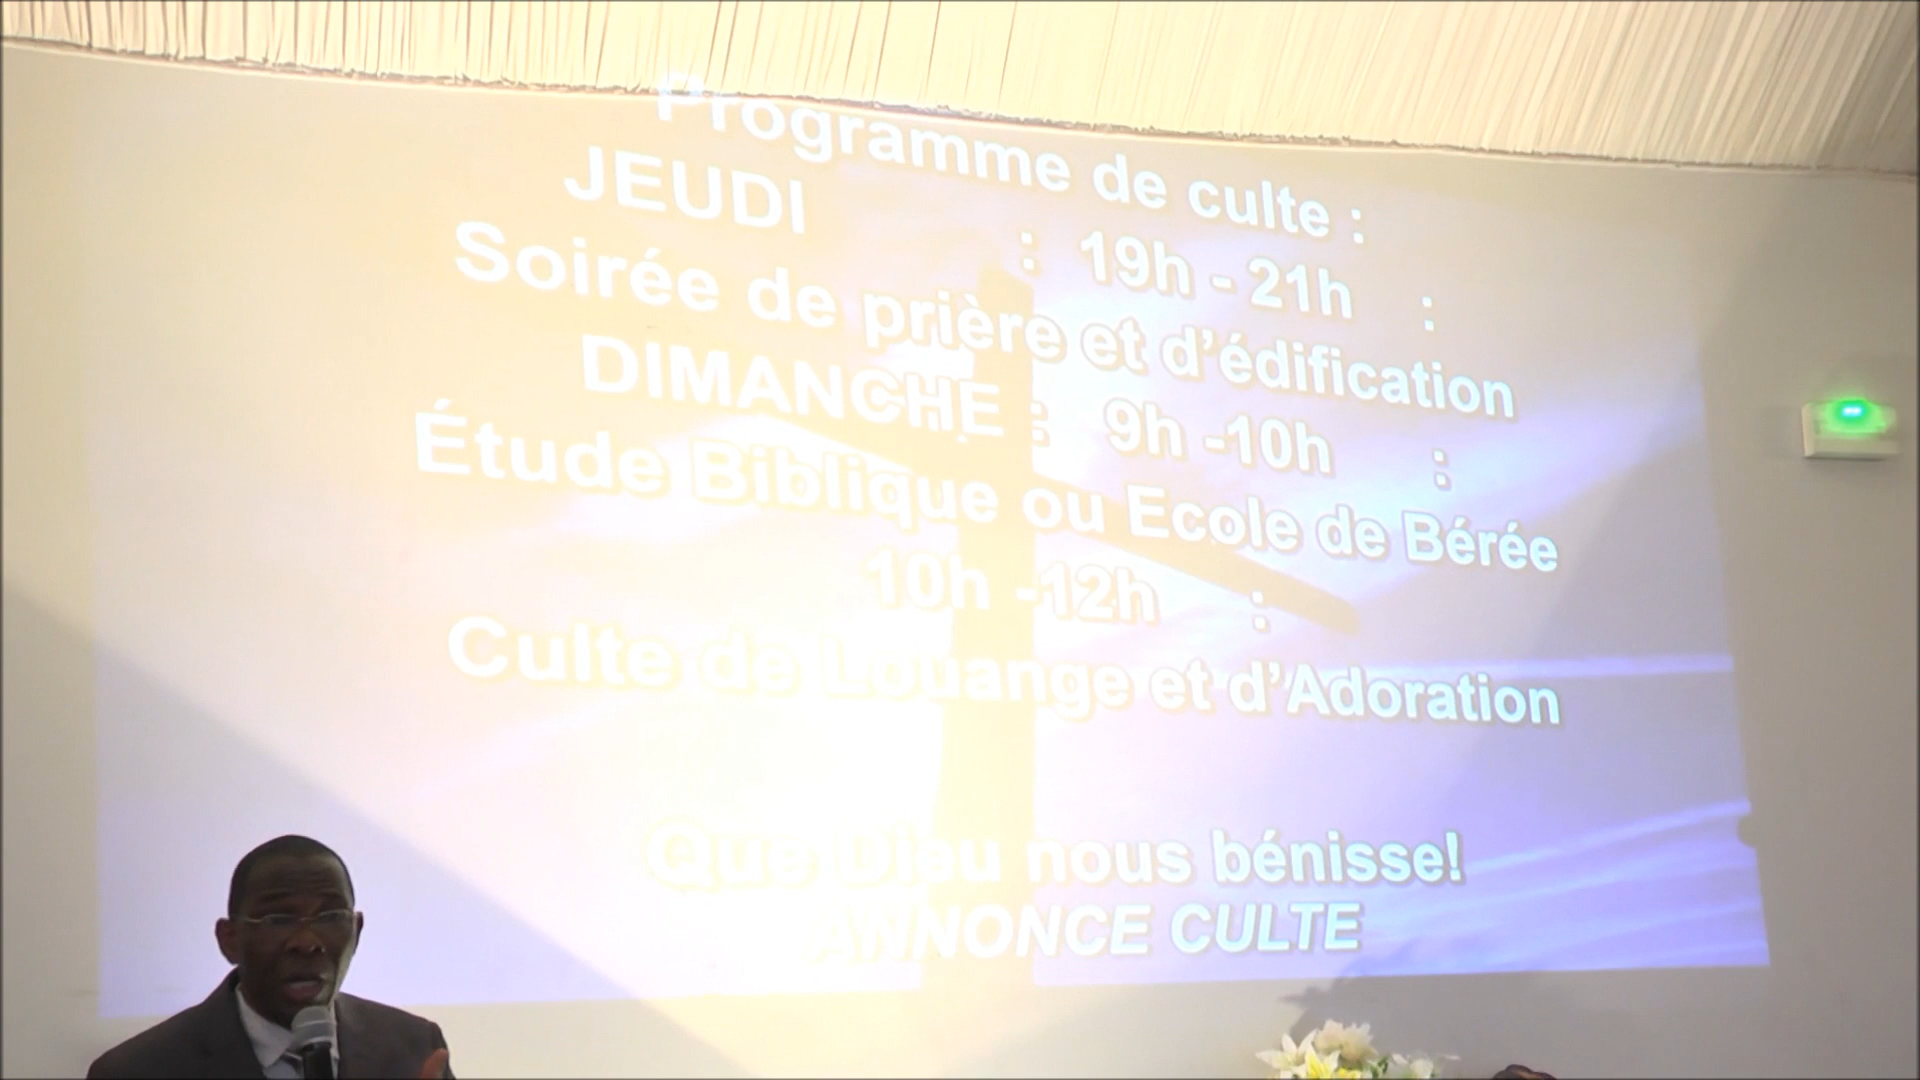 Programme de culte :
JEUDI : 19h - 21h :
Soirée de prière et d'édification
DIMANCHE : 9h -10h :
Étude Biblique ou Ecole de Bérée
10h -12h :
Culte de Louange et d'Adoration
Que Dieu nous bénisse!
ANNONCE CULTE